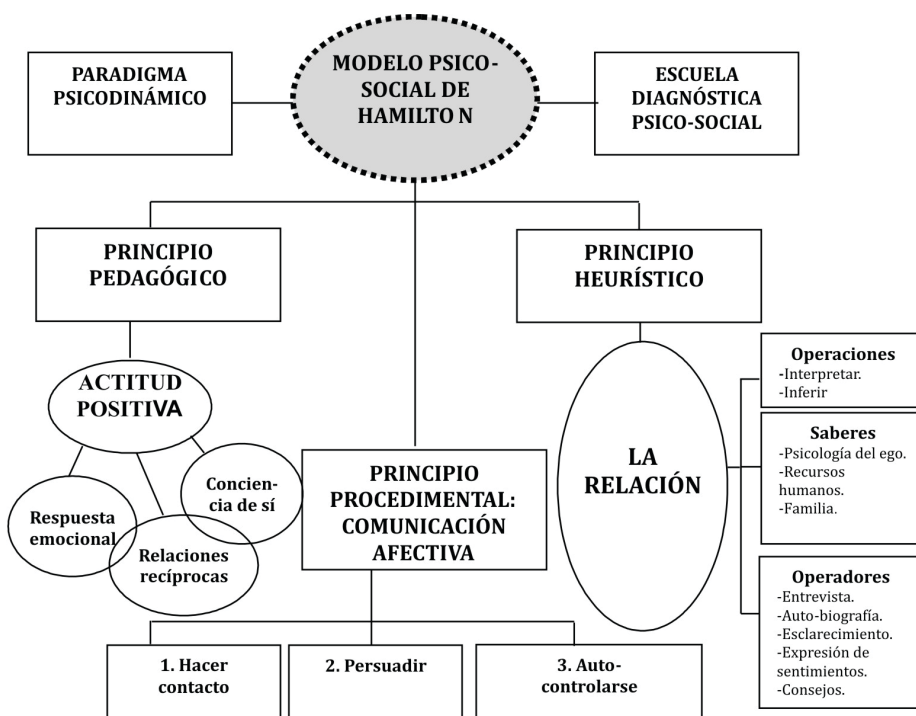 PARADIGMA
PSICODINÁMICO
MODELO PSICO-
SOCIAL DE
HAMILTO N
ESCUELA
DIAGNÓSTICA
PSICO-SOCIAL
PRINCIPIO
PEDAGÓGICO
PRINCIPIO
HEURÍSTICO
ACTITUD
POSITIVA
Respuesta
emocional
Relaciones
recíprocas
Concien-
cia de sí
PRINCIPIO
PROCEDIMENTAL:
COMUNICACIÓN
AFECTIVA
LA
RELACIÓN
Operaciones
-Interpretar.
-Inferir
Saberes
-Psicología del ego.
-Recursos
humanos.
-Familia.
Operadores
-Entrevista.
-Auto-biografía.
-Esclarecimiento.
-Expresión de
sentimientos.
-Consejos.
1. Hacer
contacto
2. Persuadir
3. Auto-
controlarse